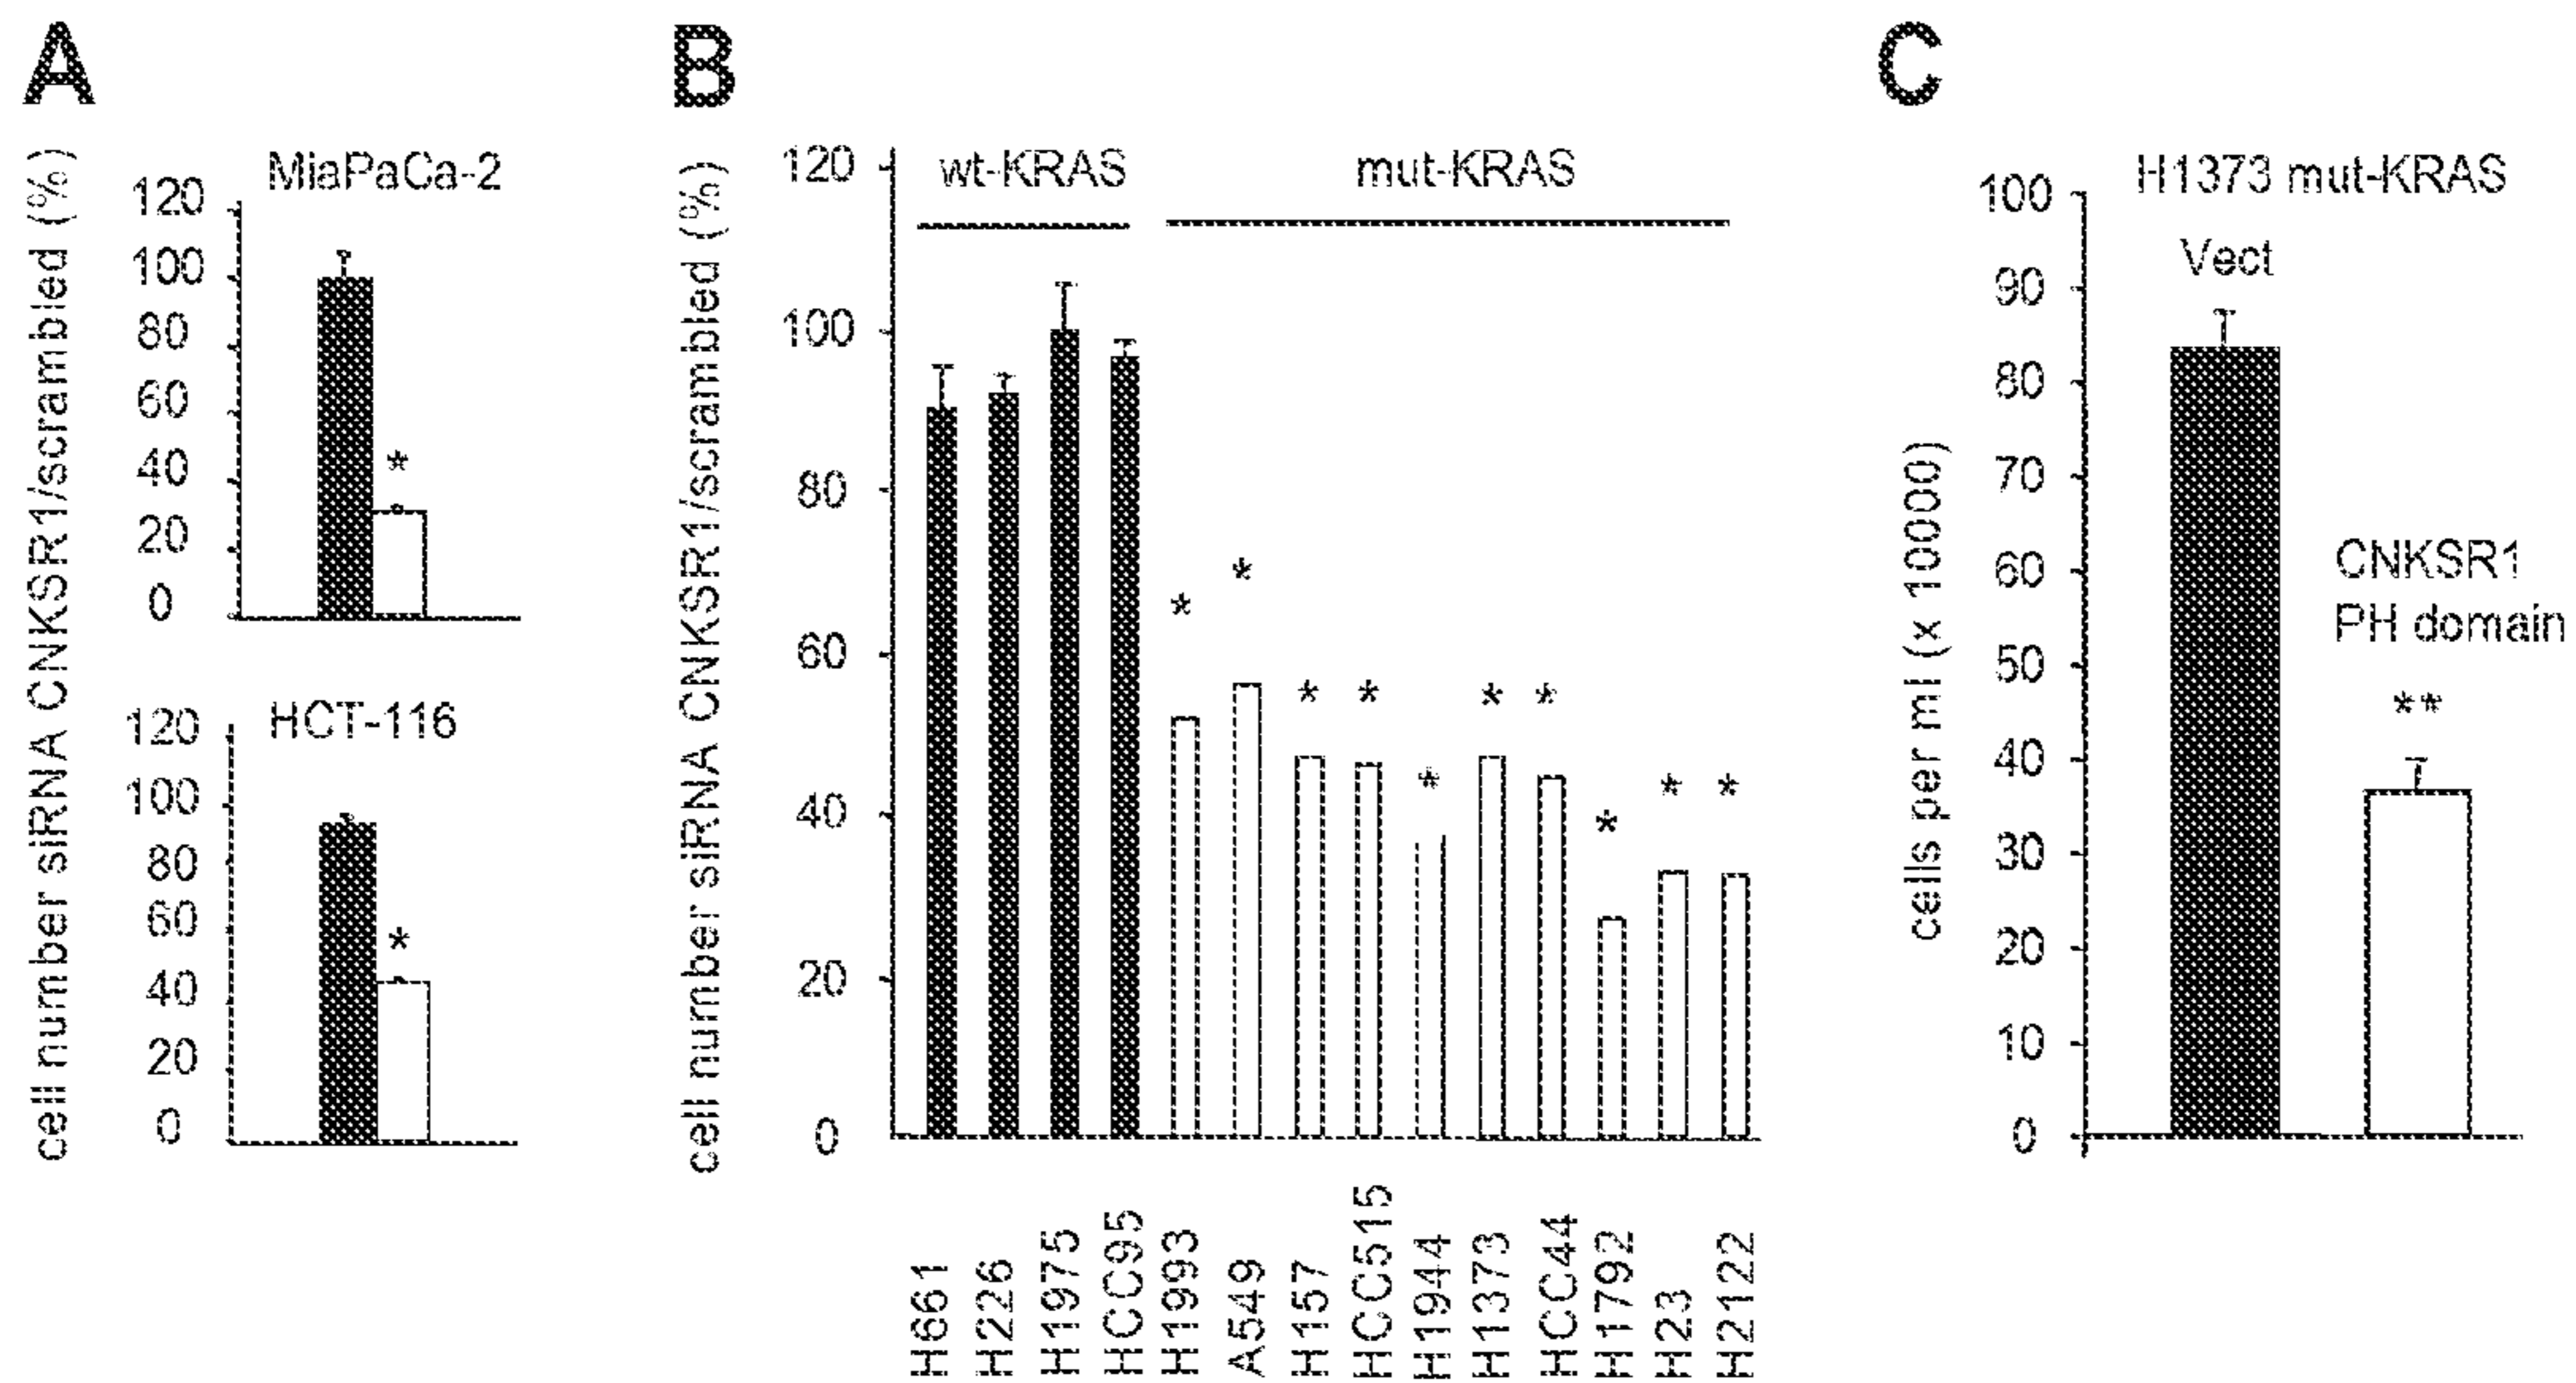 A
cell number siRNA CNKSR1/scrambled (%)
MiaPaCa-2
120
100
80
60
40
20
0
*
HCT-116
120
100
80
60
40
20
0
*
B
cell number siRNA CNKSR1/scrambled (%)
120
100
80
60
40
20
0
wt-KRAS
mut-KRAS
* * * * * * * * * *
H661
H226
H1975
HCC95
H1993
A549
H157
HCC515
H1944
H1373
HCC44
H1792
H23
H2122
C
cells per ml (x 10000)
H1373 mut-KRAS
100
90
80
70
60
50
40
30
20
10
0
Vect
CNKSR1
PH domain
**